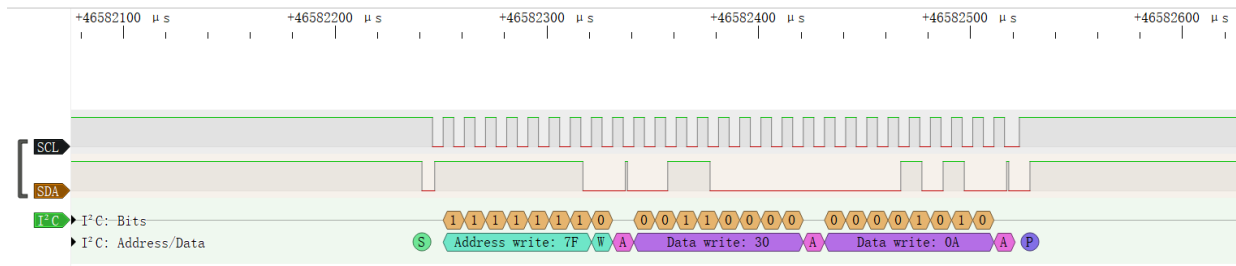 +46582100 μs +46582200 μs +46582300 μs +46582400 μs +46582500 μs +46582600 μs
SCL
SDA
I²C I²C: Bits 1 1 1 1 1 1 1 0 0 0 1 1 0 0 0 0 0 0 0 0 1 0 1 0
I²C: Address/Data S Address write: 7F W A Data write: 30 A Data write: 0A A P